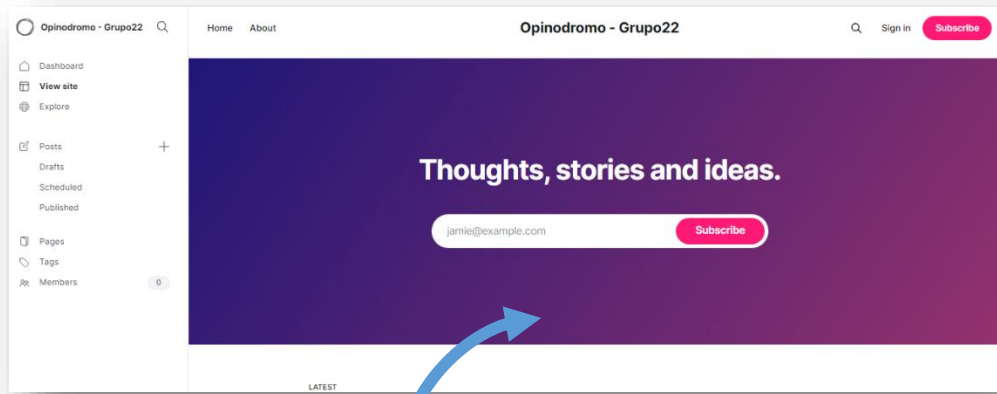 Opinodromo - Grupo22
Dashboard
View site
Explore
Posts
Drafts
Scheduled
Published
Pages
Tags
Members 0
Home About Opinodromo - Grupo22 Sign in Subscribe
Thoughts, stories and ideas.
jamie@example.com Subscribe
LATEST